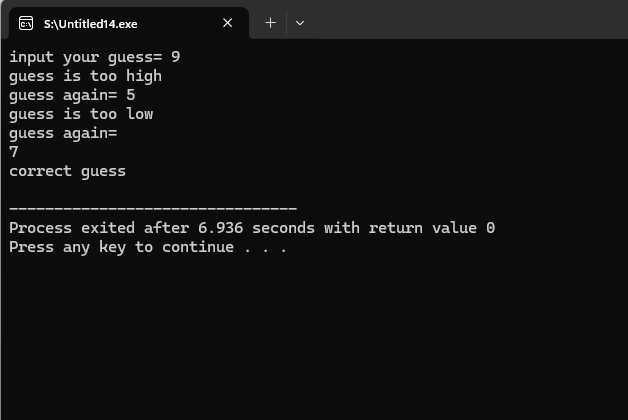 S:\Untitled14.exe
input your guess= 9
guess is too high
guess again= 5
guess is too low
guess again=
7
correct guess
--------------------------------
Process exited after 6.936 seconds with return value 0
Press any key to continue . . .